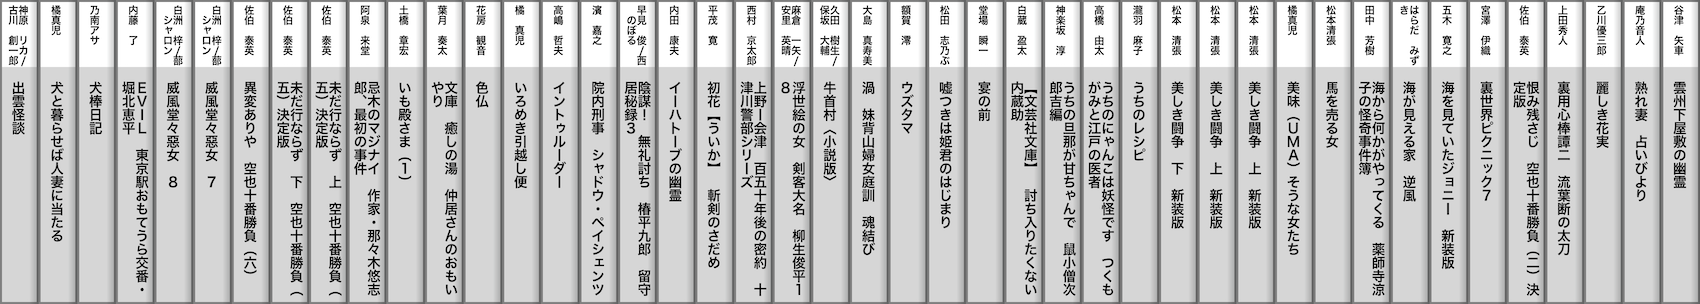 谷津 矢車
雲州下屋敷の幽霊
庵乃音人
熟れ妻 占いびより
乙川優三郎
麗しき花実
上田秀人
裏用心棒譚二 流葉断の太刀
佐伯 泰英
恨み残さじ 空也十番勝負(二)決
定版
宮澤 伊織
裏世界ピクニック7
五木 寛之
海を見ていたジョニー 新装版
はらだ みず
き
海が見える家 逆風
田中 芳樹
海から何かがやってくる 薬師寺涼
子の怪奇事件簿
松本清張
馬を売る女
橘真児
美味(UMA)そうな女たち
松本 清張
美しき闘争 上 新装版
松本 清張
美しき闘争 上 新装版
松本 清張
美しき闘争 下 新装版
瀧羽 麻子
うちのレシピ
高橋 由太
うちのにゃんこは妖怪です つくも
がみと江戸の医者
神楽坂 淳
うちの旦那が甘ちゃんで 鼠小僧次
郎吉編
白蔵 盈太
【文芸社文庫】 討ち入りたくない
内蔵助
堂場 瞬一
宴の前
松田 志乃ぶ
嘘つきは姫君のはじまり
額賀 澪
ウズタマ
大島 真寿美
渦 妹背山婦女庭訓 魂結び
久田 樹生/
保坂 大輔
牛首村〈小説版〉
麻倉 一矢/
安里 英晴
浮世絵の女 剣客大名 柳生俊平1
8
西村 京太郎
上野ー会津 百五十年後の密約 十
津川警部シリーズ
平茂 寛
初花【ういか】 斬剣のさだめ
内田 康夫
イーハトーブの幽霊
早見 俊/西
のぼる
陰謀! 無礼討ち 椿平九郎 留守
居秘録3
濱 嘉之
院内刑事 シャドウ・ペイシェンツ
高嶋 哲夫
イントゥルーダー
橘 真児
いろめき引越し便
花房 観音
色仏
葉月 奏太
文庫 癒しの湯 仲居さんのおもい
やり
土橋 章宏
いも殿さま(1)
阿泉 来堂
忌木のマジナイ 作家・那々木悠志
郎、最初の事件
佐伯 泰英
未だ行ならず 上 空也十番勝負(
五)決定版
佐伯 泰英
未だ行ならず 下 空也十番勝負(
五)決定版
佐伯 泰英
異変ありや 空也十番勝負(六)
白洲 梓/蔀
シャロン
威風堂々惡女 7
白洲 梓/蔀
シャロン
威風堂々惡女 8
内藤 了
EVIL 東京駅おもてうら交番・
堀北恵平
乃南アサ
犬棒日記
橘真児
犬と暮らせば人妻に当たる
神原 リカ/
古川 創一郎
出雲怪談